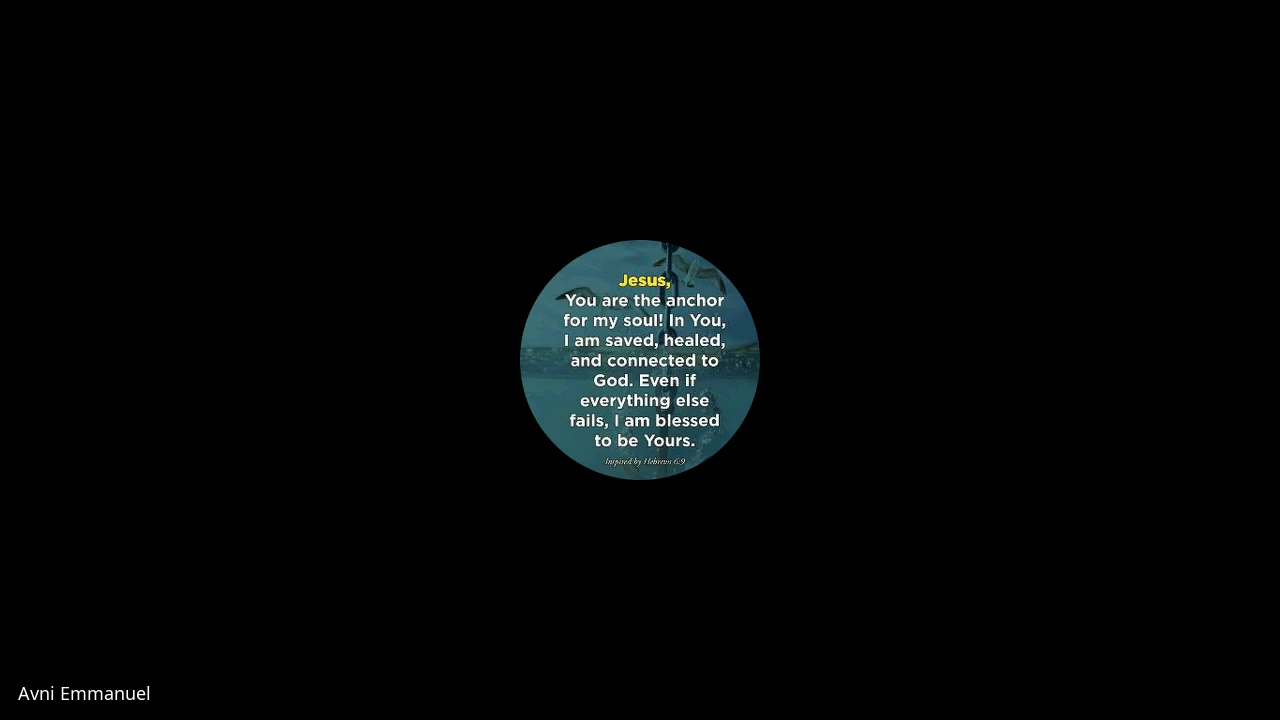 Jesus,
You are the anchor
for my soul! In You,
I am saved, healed,
and connected to
God. Even if
everything else
fails, I am blessed
to be Yours.
Inspired by Hebrews 6:9
Avni Emmanuel